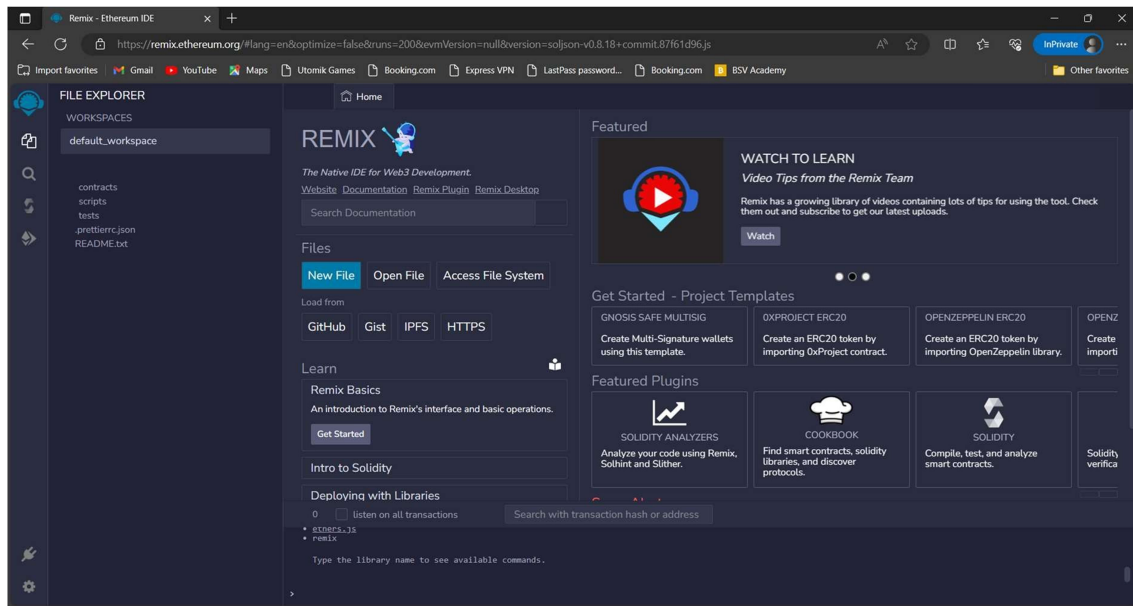 Remix - Ethereum IDE
https://remix.ethereum.org/#lang=en&optimize=false&runs=200&evmVersion=null&version=soljson-v0.8.18+commit.87f61d96.js
InPrivate
Import favorites
Gmail
YouTube
Maps
Utomik Games
Booking.com
Express VPN
LastPass password...
Booking.com
BSV Academy
Other favorites
FILE EXPLORER
WORKSPACES
default_workspace
contracts
scripts
tests
.prettierrc.json
README.txt
Home
REMIX
The Native IDE for Web3 Development.
Website Documentation Remix Plugin Remix Desktop
Search Documentation
Files
New File Open File Access File System
Load from
GitHub Gist IPFS HTTPS
Learn
Remix Basics
An introduction to Remix's interface and basic operations.
Get Started
Intro to Solidity
Deploying with Libraries
Featured
WATCH TO LEARN
Video Tips from the Remix Team
Remix has a growing library of videos containing lots of tips for using the tool. Check
them out and subscribe to get our latest uploads.
Watch
Get Started - Project Templates
GNOSIS SAFE MULTISIG
Create Multi-Signature wallets
using this template.
0XPROJECT ERC20
Create an ERC20 token by
importing 0xProject contract.
OPENZEPPELIN ERC20
Create an ERC20 token by
importing OpenZeppelin library.
OPENZ
Create
importi
Featured Plugins
SOLIDITY ANALYZERS
Analyze your code using Remix,
Solhint and Slither.
COOKBOOK
Find smart contracts, solidity
libraries, and discover
protocols.
SOLIDITY
Compile, test, and analyze
smart contracts.
Solidity
verifica
0 listen on all transactions Search with transaction hash or address
• ethers.js
• remix
Type the library name to see available commands.
>